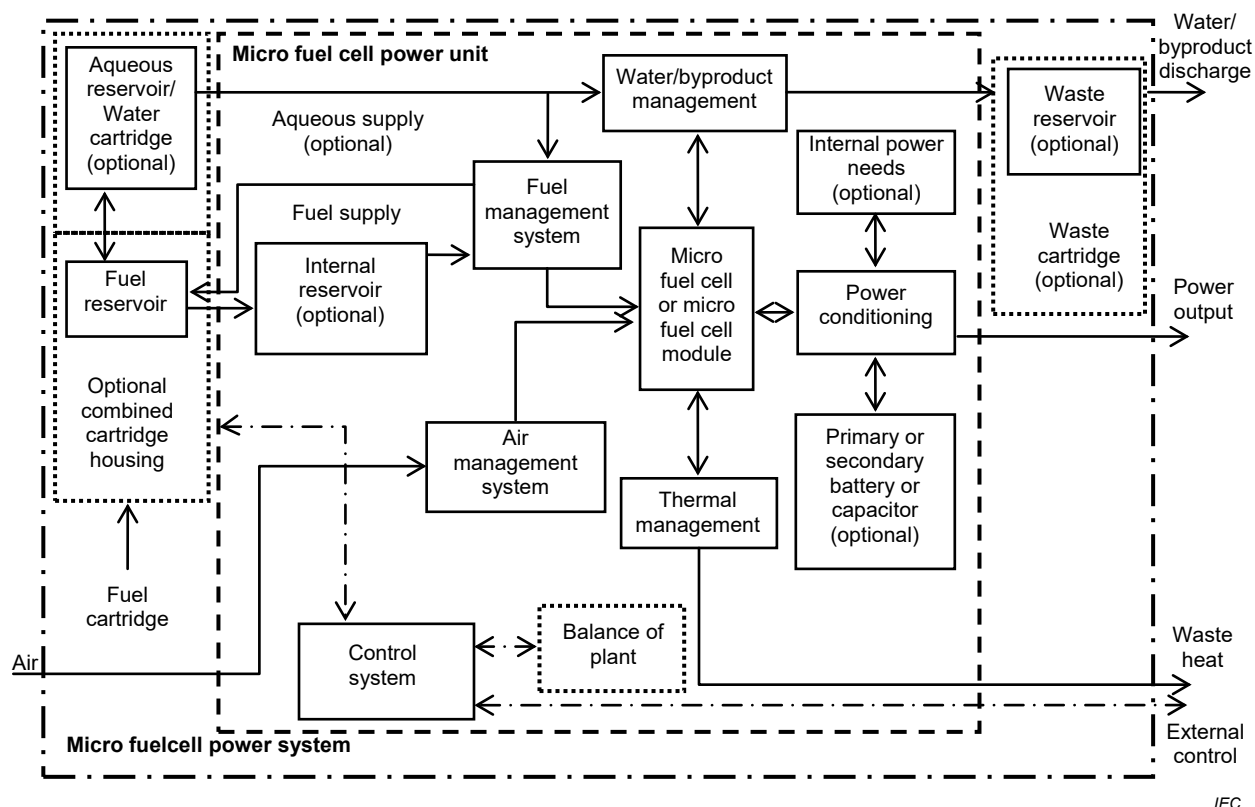 Water/
byproduct
discharge
Micro fuel cell power unit
Aqueous
reservoir/
Water
cartridge
(optional)
Water/byproduct
management
Waste
reservoir
(optional)
Aqueous supply
(optional)
Internal power
needs
(optional)
Fuel
management
system
Fuel supply
Waste
cartridge
(optional)
Fuel
reservoir
Internal
reservoir
(optional)
Micro
fuel cell
or micro
fuel cell
module
Power
conditioning
Power
output
Optional
combined
cartridge
housing
Air
management
system
Primary or
secondary
battery or
capacitor
(optional)
Thermal
management
Fuel
cartridge
Air
Control
system
Balance of
plant
Waste
heat
External
control
Micro fuelcell power system
IEC